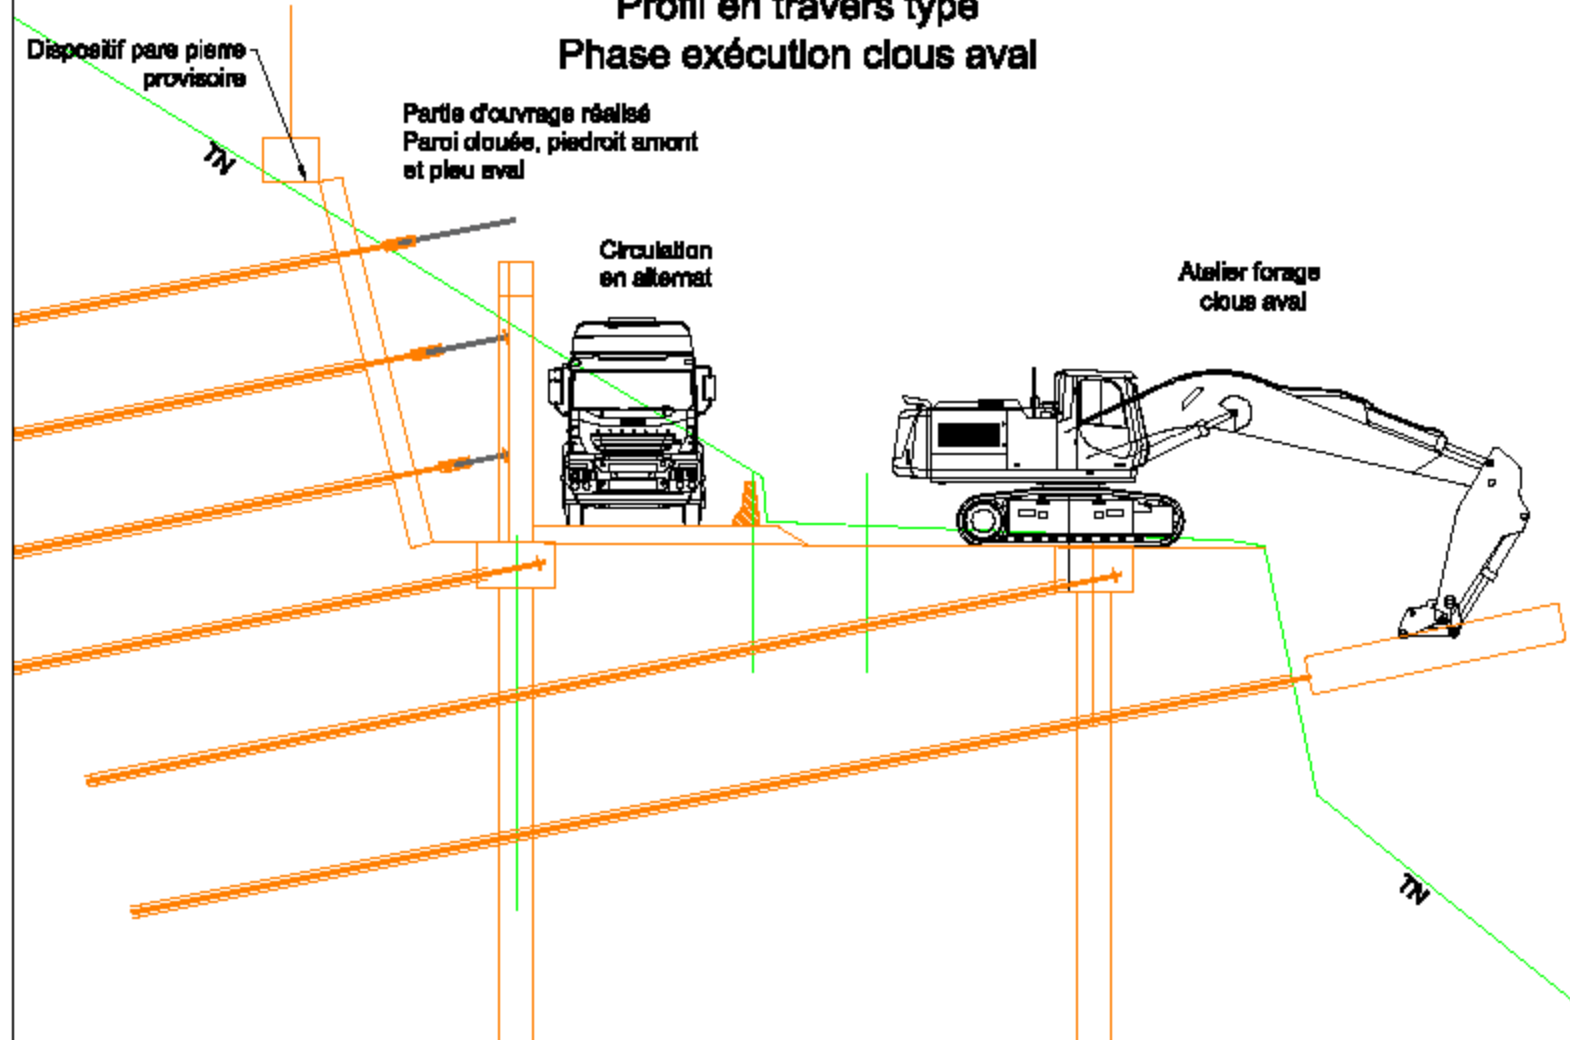 Profil en travers type
Phase exécution clous aval
Dispositif pare pierre
provisoire
Partie d'ouvrage réalisé
Paroi clouée, piedroit amont
et pieu aval
TN
Circulation
en alternat
Atelier forage
clous aval
TN